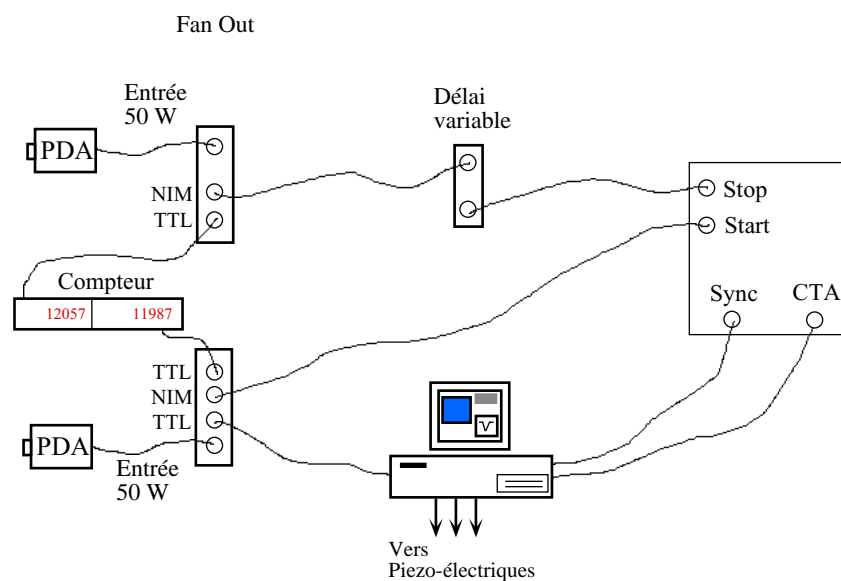 Fan Out
Entrée
50 W
Délai
variable
PDA
NIM
TTL
Stop
Start
Compteur
12057
11987
Sync
CTA
TTL
NIM
TTL
PDA
Entrée
50 W
Vers
Piezo-électriques